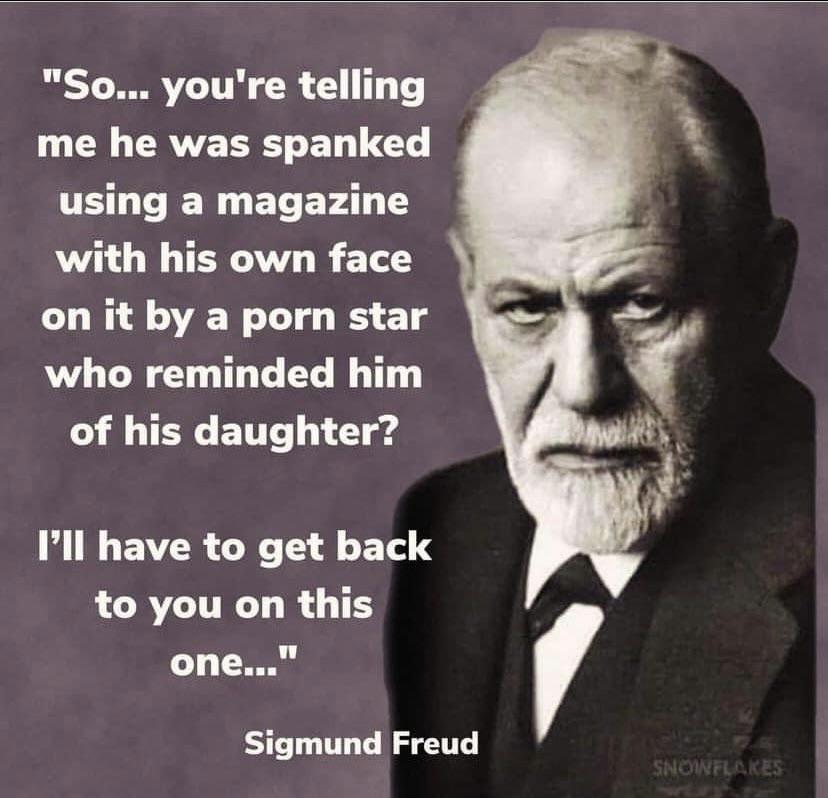 "So... you're telling
me he was spanked
using a magazine
with his own face
on it by a porn star
who reminded him
of his daughter?
I’ll have to get back
to you on this
one..."
Sigmund Freud
SNOWFLAKES